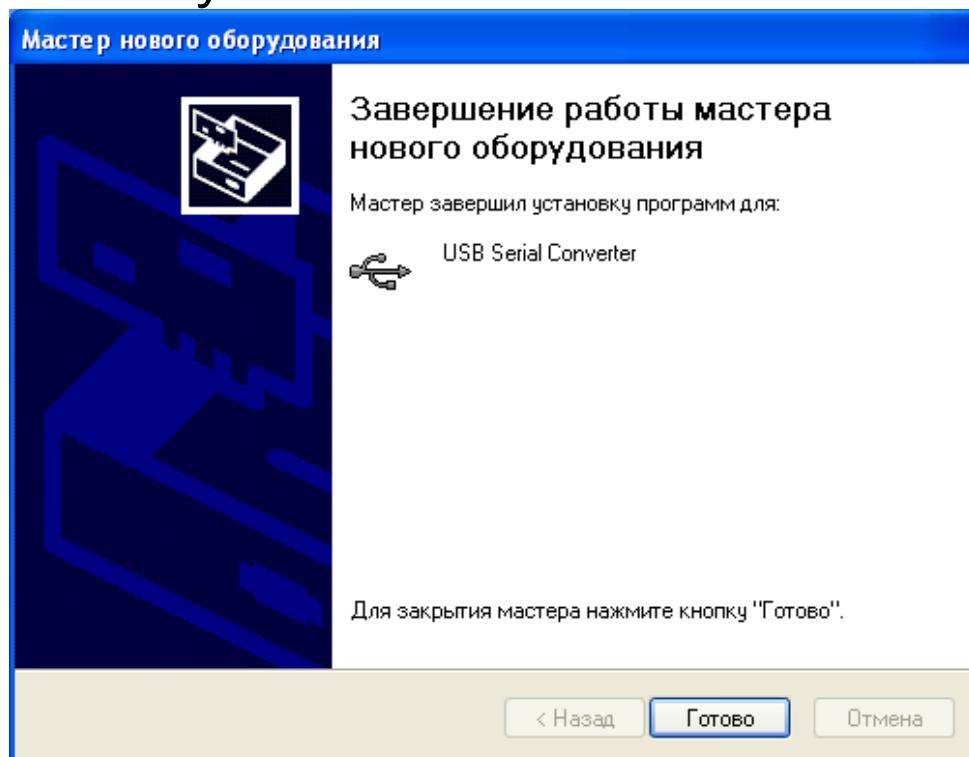 Мастер нового оборудования
Завершение работы мастера
нового оборудования
Мастер завершил установку программ для:
USB Serial Converter
Для закрытия мастера нажмите кнопку "Готово".
< Назад
Готово
Отмена